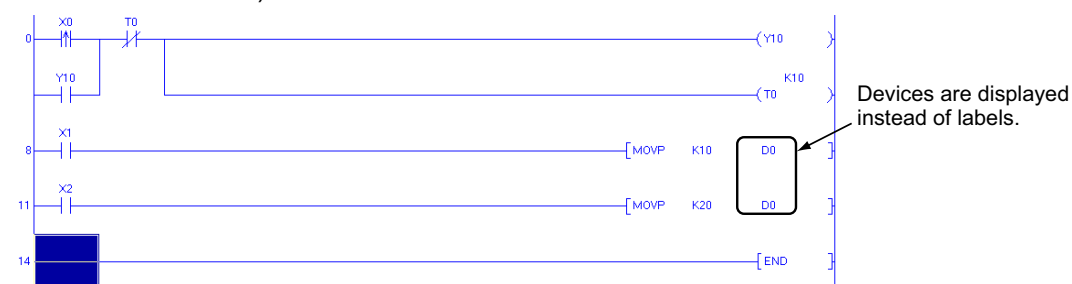 X0 T0
0 Y10
Y10 K10
T0
Devices are displayed
instead of labels.
X1
8 MOVP K10 D0
X2
11 MOVP K20 D0
14 END